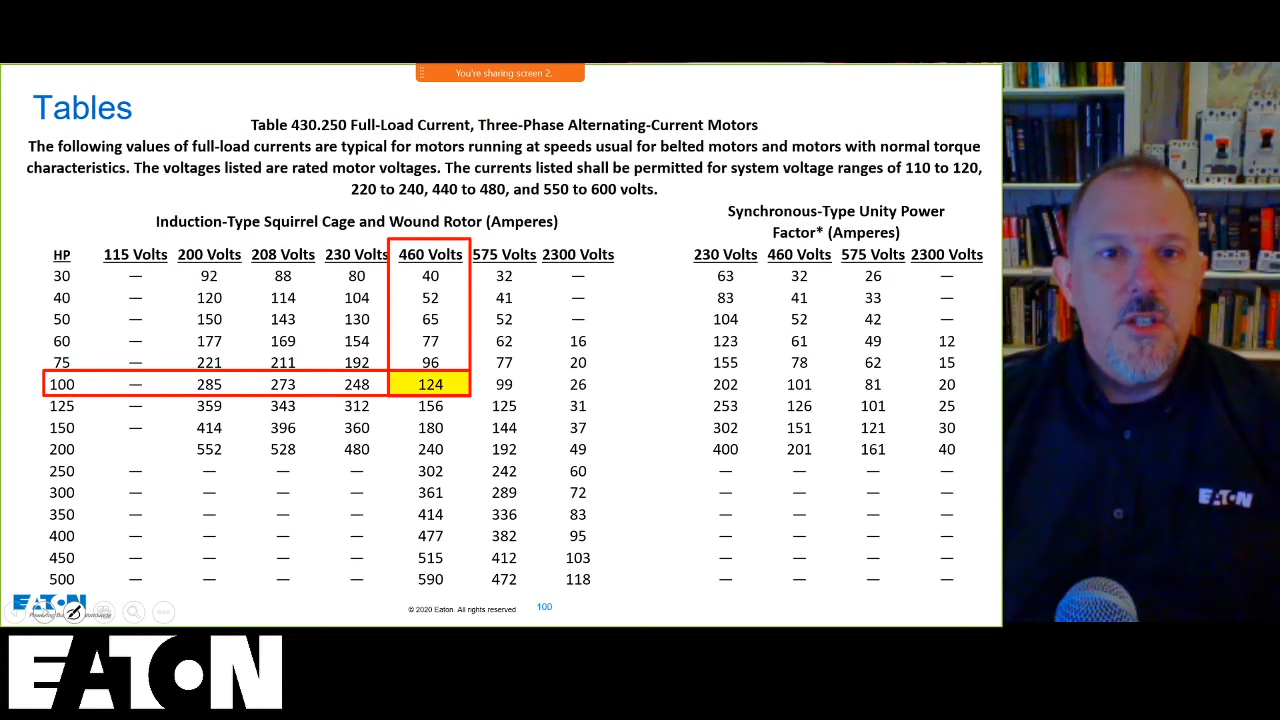 You're sharing screen 2.
Tables
Table 430.250 Full-Load Current, Three-Phase Alternating-Current Motors
The following values of full-load currents are typical for motors running at speeds usual for belted motors and motors with normal torque
characteristics. The voltages listed are rated motor voltages. The currents listed shall be permitted for system voltage ranges of 110 to 120,
220 to 240, 440 to 480, and 550 to 600 volts.
Induction-Type Squirrel Cage and Wound Rotor (Amperes)
Synchronous-Type Unity Power
Factor* (Amperes)
HP 115 Volts 200 Volts 208 Volts 230 Volts 460 Volts 575 Volts 2300 Volts 230 Volts 460 Volts 575 Volts 2300 Volts
30 — 92 88 80 40 32 — 63 32 26 —
40 — 120 114 104 52 41 — 83 41 33 —
50 — 150 143 130 65 52 — 104 52 42 —
60 — 177 169 154 77 62 16 123 61 49 12
75 — 221 211 192 96 77 20 155 78 62 15
100 — 285 273 248 124 99 26 202 101 81 20
125 — 359 343 312 156 125 31 253 126 101 25
150 — 414 396 360 180 144 37 302 151 121 30
200 552 528 480 240 192 49 400 201 161 40
250 — — — — 302 242 60 — — — —
300 — — — — 361 289 72 — — — —
350 — — — — 414 336 83 — — — —
400 — — — — 477 382 95 — — — —
450 — — — — 515 412 103 — — — —
500 — — — — 590 472 118 — — — —
EATON
© 2020 Eaton. All rights reserved 100
EATON
EATON